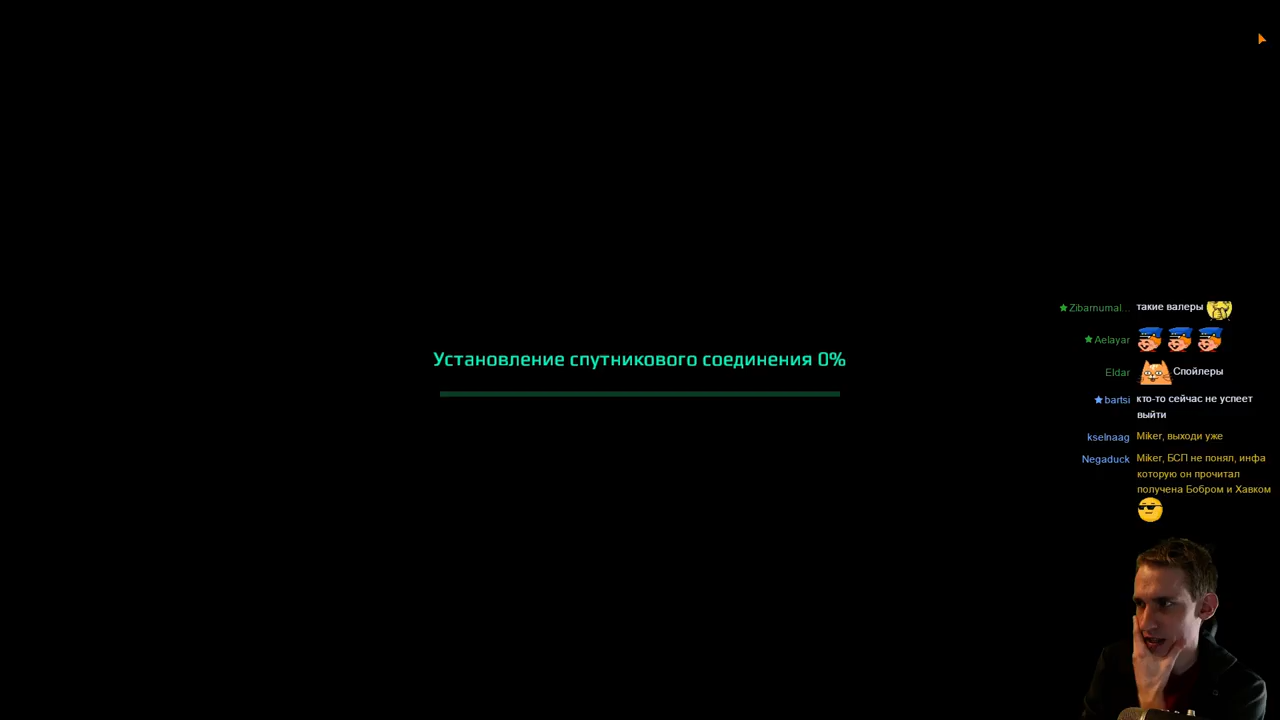 Установление спутникового соединения 0%
Zibarnumal... такие валеры
Aelayar
Eldar Спойлеры
bartsi кто-то сейчас не успеет
выйти
kselnaag Miker, выходи уже
Negaduck Miker, БСП не понял, инфа
которую он прочитал
получена Бобром и Хавком